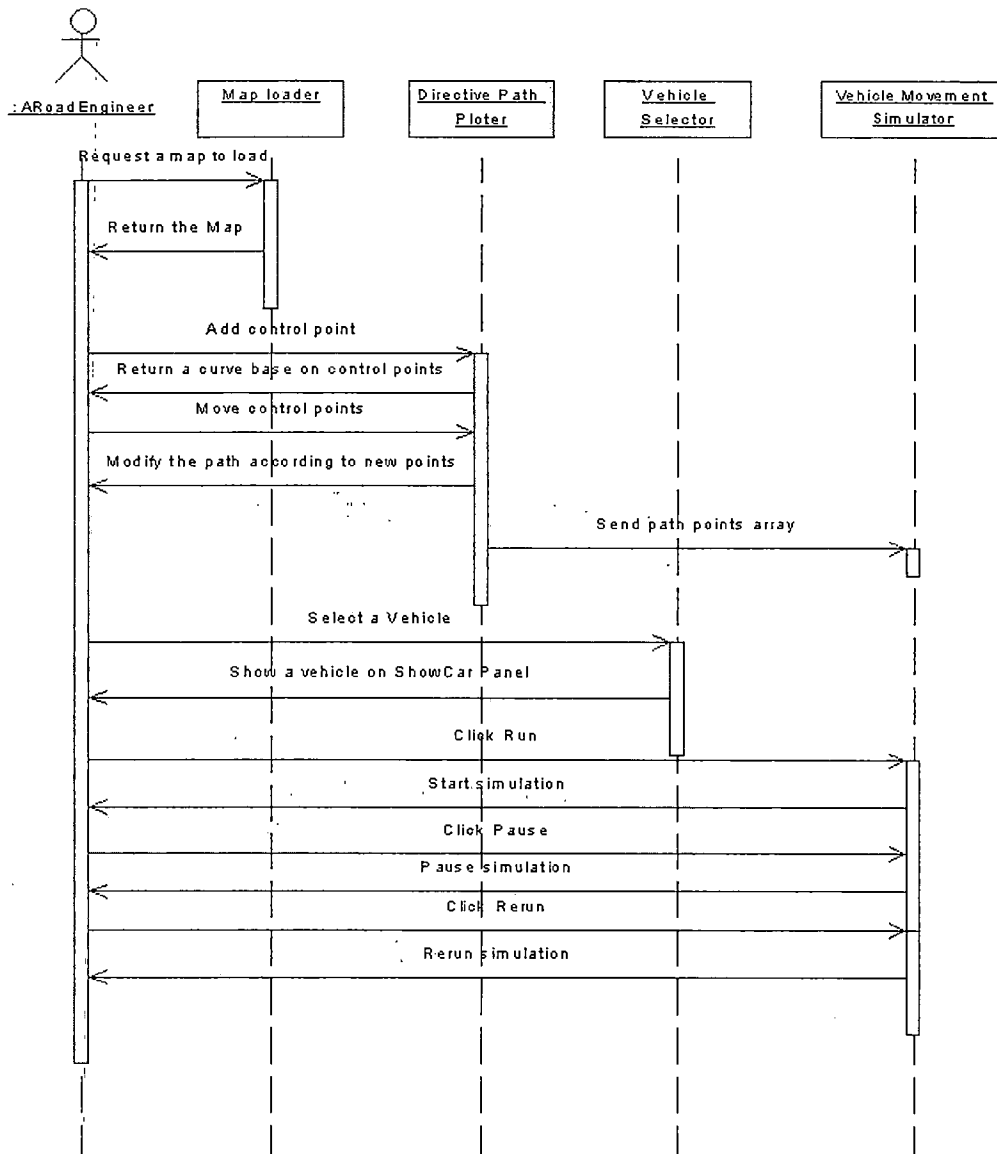 : ARoadEngineer
Map loader
Directive Path
Ploter
Vehicle
Selector
Vehicle Movement
Simulator
Request a map to load
Return the Map
Add control point
Return a curve base on control points
Move control points
Modify the path according to new points
Send path points array
Select a Vehicle
Show a vehicle on ShowCar Panel
Click Run
Start simulation
Click Pause
Pause simulation
Click Rerun
Rerun simulation